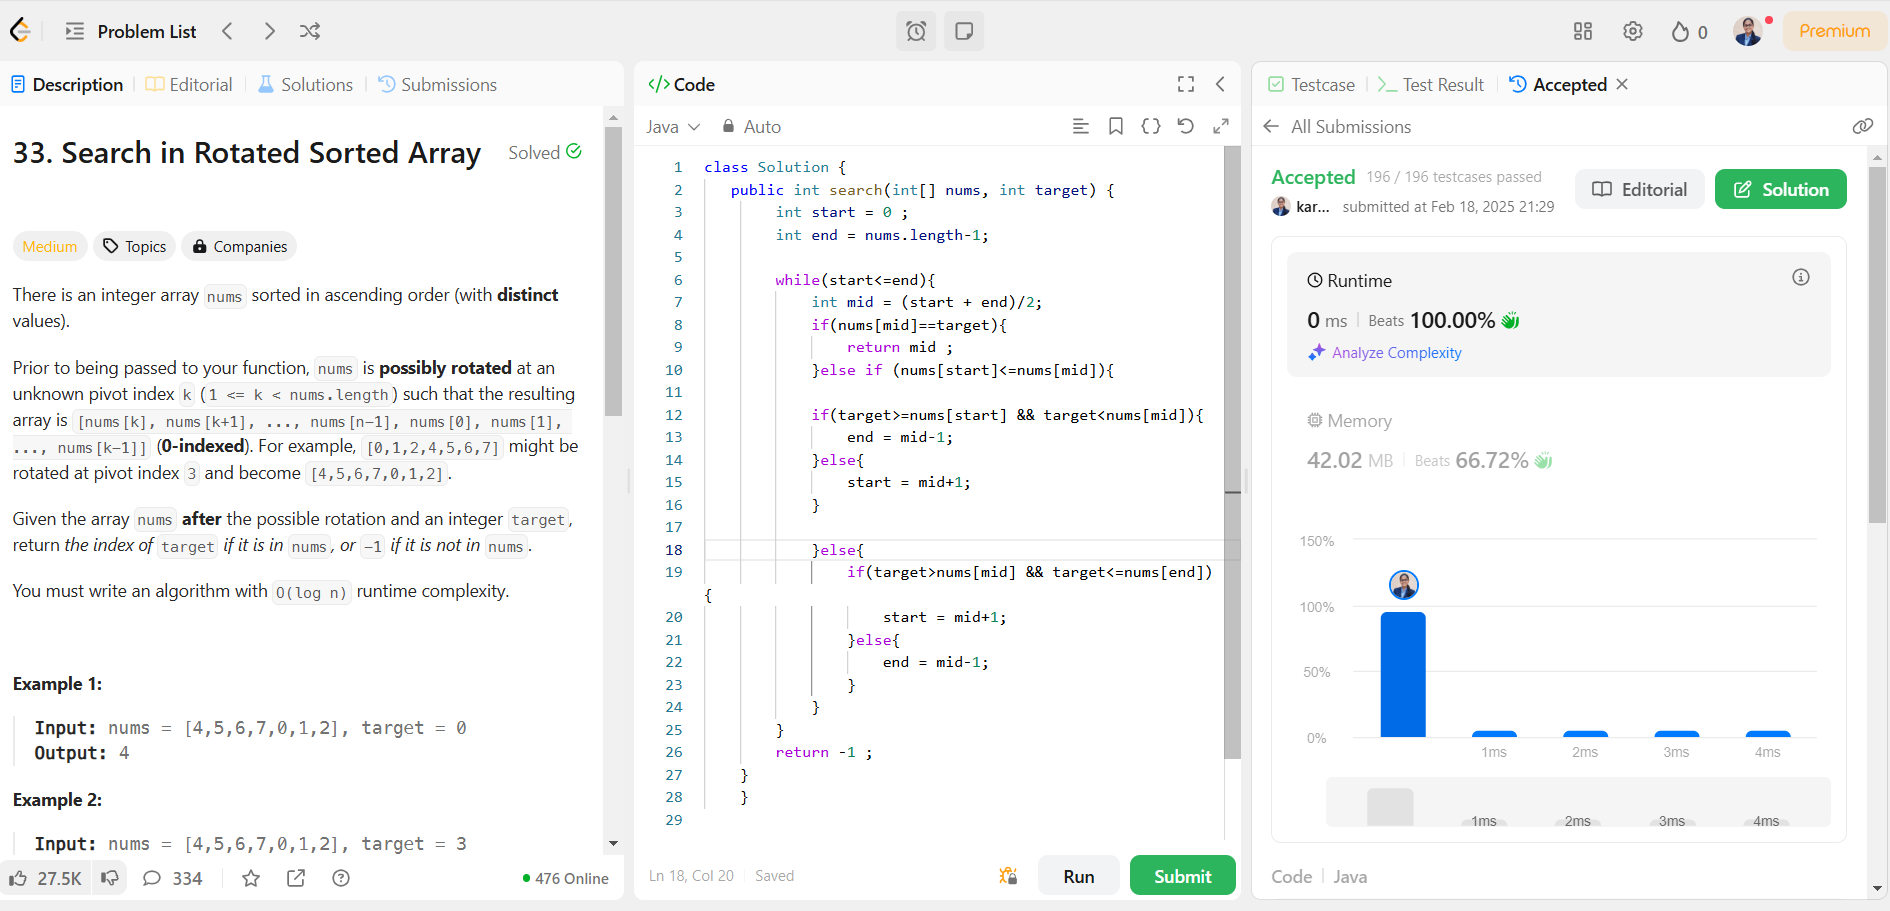 Problem List
0
Premium
Description
Editorial
Solutions
Submissions
33. Search in Rotated Sorted Array
Solved
Medium
Topics
Companies
There is an integer array nums sorted in ascending order (with distinct
values).
Prior to being passed to your function, nums is possibly rotated at an
unknown pivot index k (1 <= k < nums.length) such that the resulting
array is [nums[k], nums[k+1], ..., nums[n-1], nums[0], nums[1],
..., nums[k-1]] (0-indexed). For example, [0,1,2,4,5,6,7] might be
rotated at pivot index 3 and become [4,5,6,7,0,1,2].
Given the array nums after the possible rotation and an integer target,
return the index of target if it is in nums, or -1 if it is not in nums.
You must write an algorithm with O(log n) runtime complexity.
Example 1:
Input: nums = [4,5,6,7,0,1,2], target = 0
Output: 4
Example 2:
Input: nums = [4,5,6,7,0,1,2], target = 3
27.5K
334
476 Online
</> Code
Java
Auto
1 class Solution {
2 public int search(int[] nums, int target) {
3 int start = 0 ;
4 int end = nums.length-1;
5
6 while(start<=end){
7 int mid = (start + end)/2;
8 if(nums[mid]==target){
9 return mid ;
10 }else if (nums[start]<=nums[mid]){
11
12 if(target>=nums[start] && target<nums[mid]){
13 end = mid-1;
14 }else{
15 start = mid+1;
16 }
17
18 }else{
19 if(target>nums[mid] && target<=nums[end])
{
20 start = mid+1;
21 }else{
22 end = mid-1;
23 }
24 }
25 }
26 return -1 ;
27 }
28 }
29
Ln 18, Col 20
Saved
Run
Submit
Testcase
Test Result
Accepted
All Submissions
Accepted 196 / 196 testcases passed
kar... submitted at Feb 18, 2025 21:29
Editorial
Solution
Runtime
0 ms Beats 100.00%
Analyze Complexity
Memory
42.02 MB Beats 66.72%
150%
100%
50%
0%
1ms 2ms 3ms 4ms
1ms 2ms 3ms 4ms
Code Java